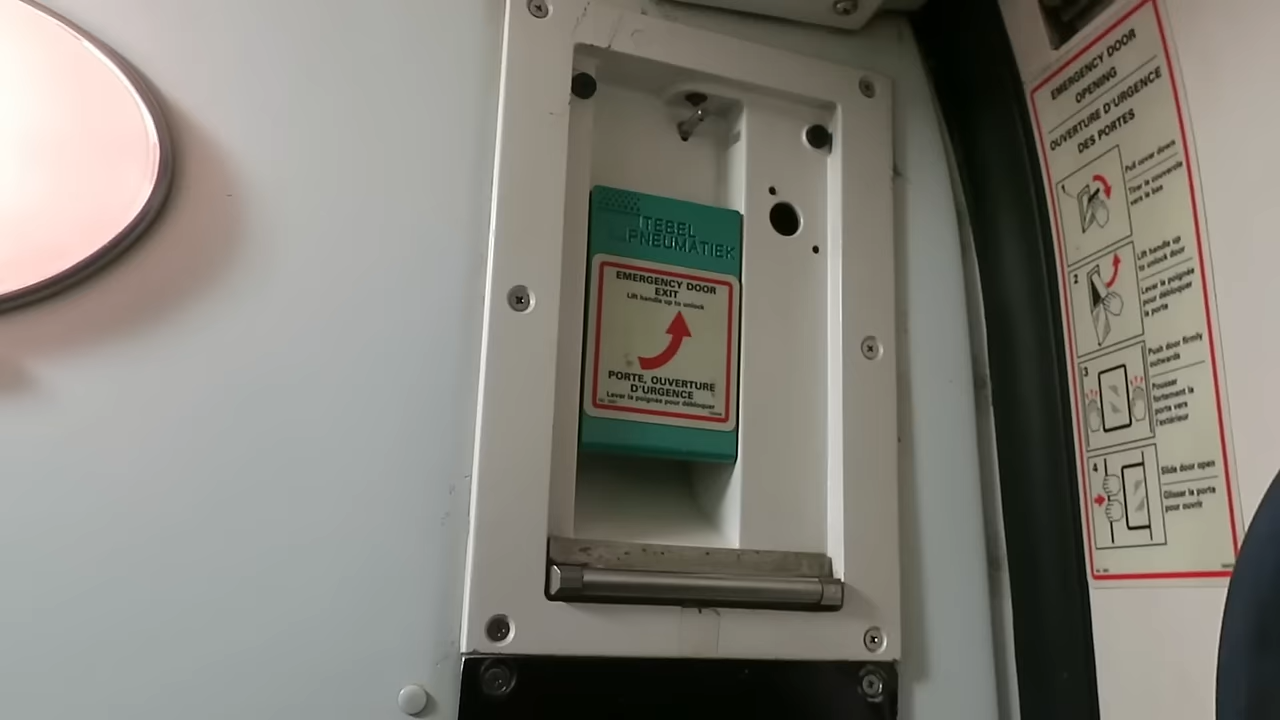 ITEBEL
PNEUMATIEK
EMERGENCY DOOR
EXIT
Lift handle up to unlock
PORTE, OUVERTURE
D'URGENCE
Lever la poignée pour débloquer
EMERGENCY DOOR
OPENING
OUVERTURE D'URGENCE
DES PORTES
Pull cover down
Tirer le couvercle
vers le bas
2
Lift handle up
to unlock door
Lever la poignée
pour débloquer
la porte
3
Push door firmly
outwards
Pousser
fortement la
porte vers
l'extérieur
4
Slide door open
Glisser la porte
pour ouvrir